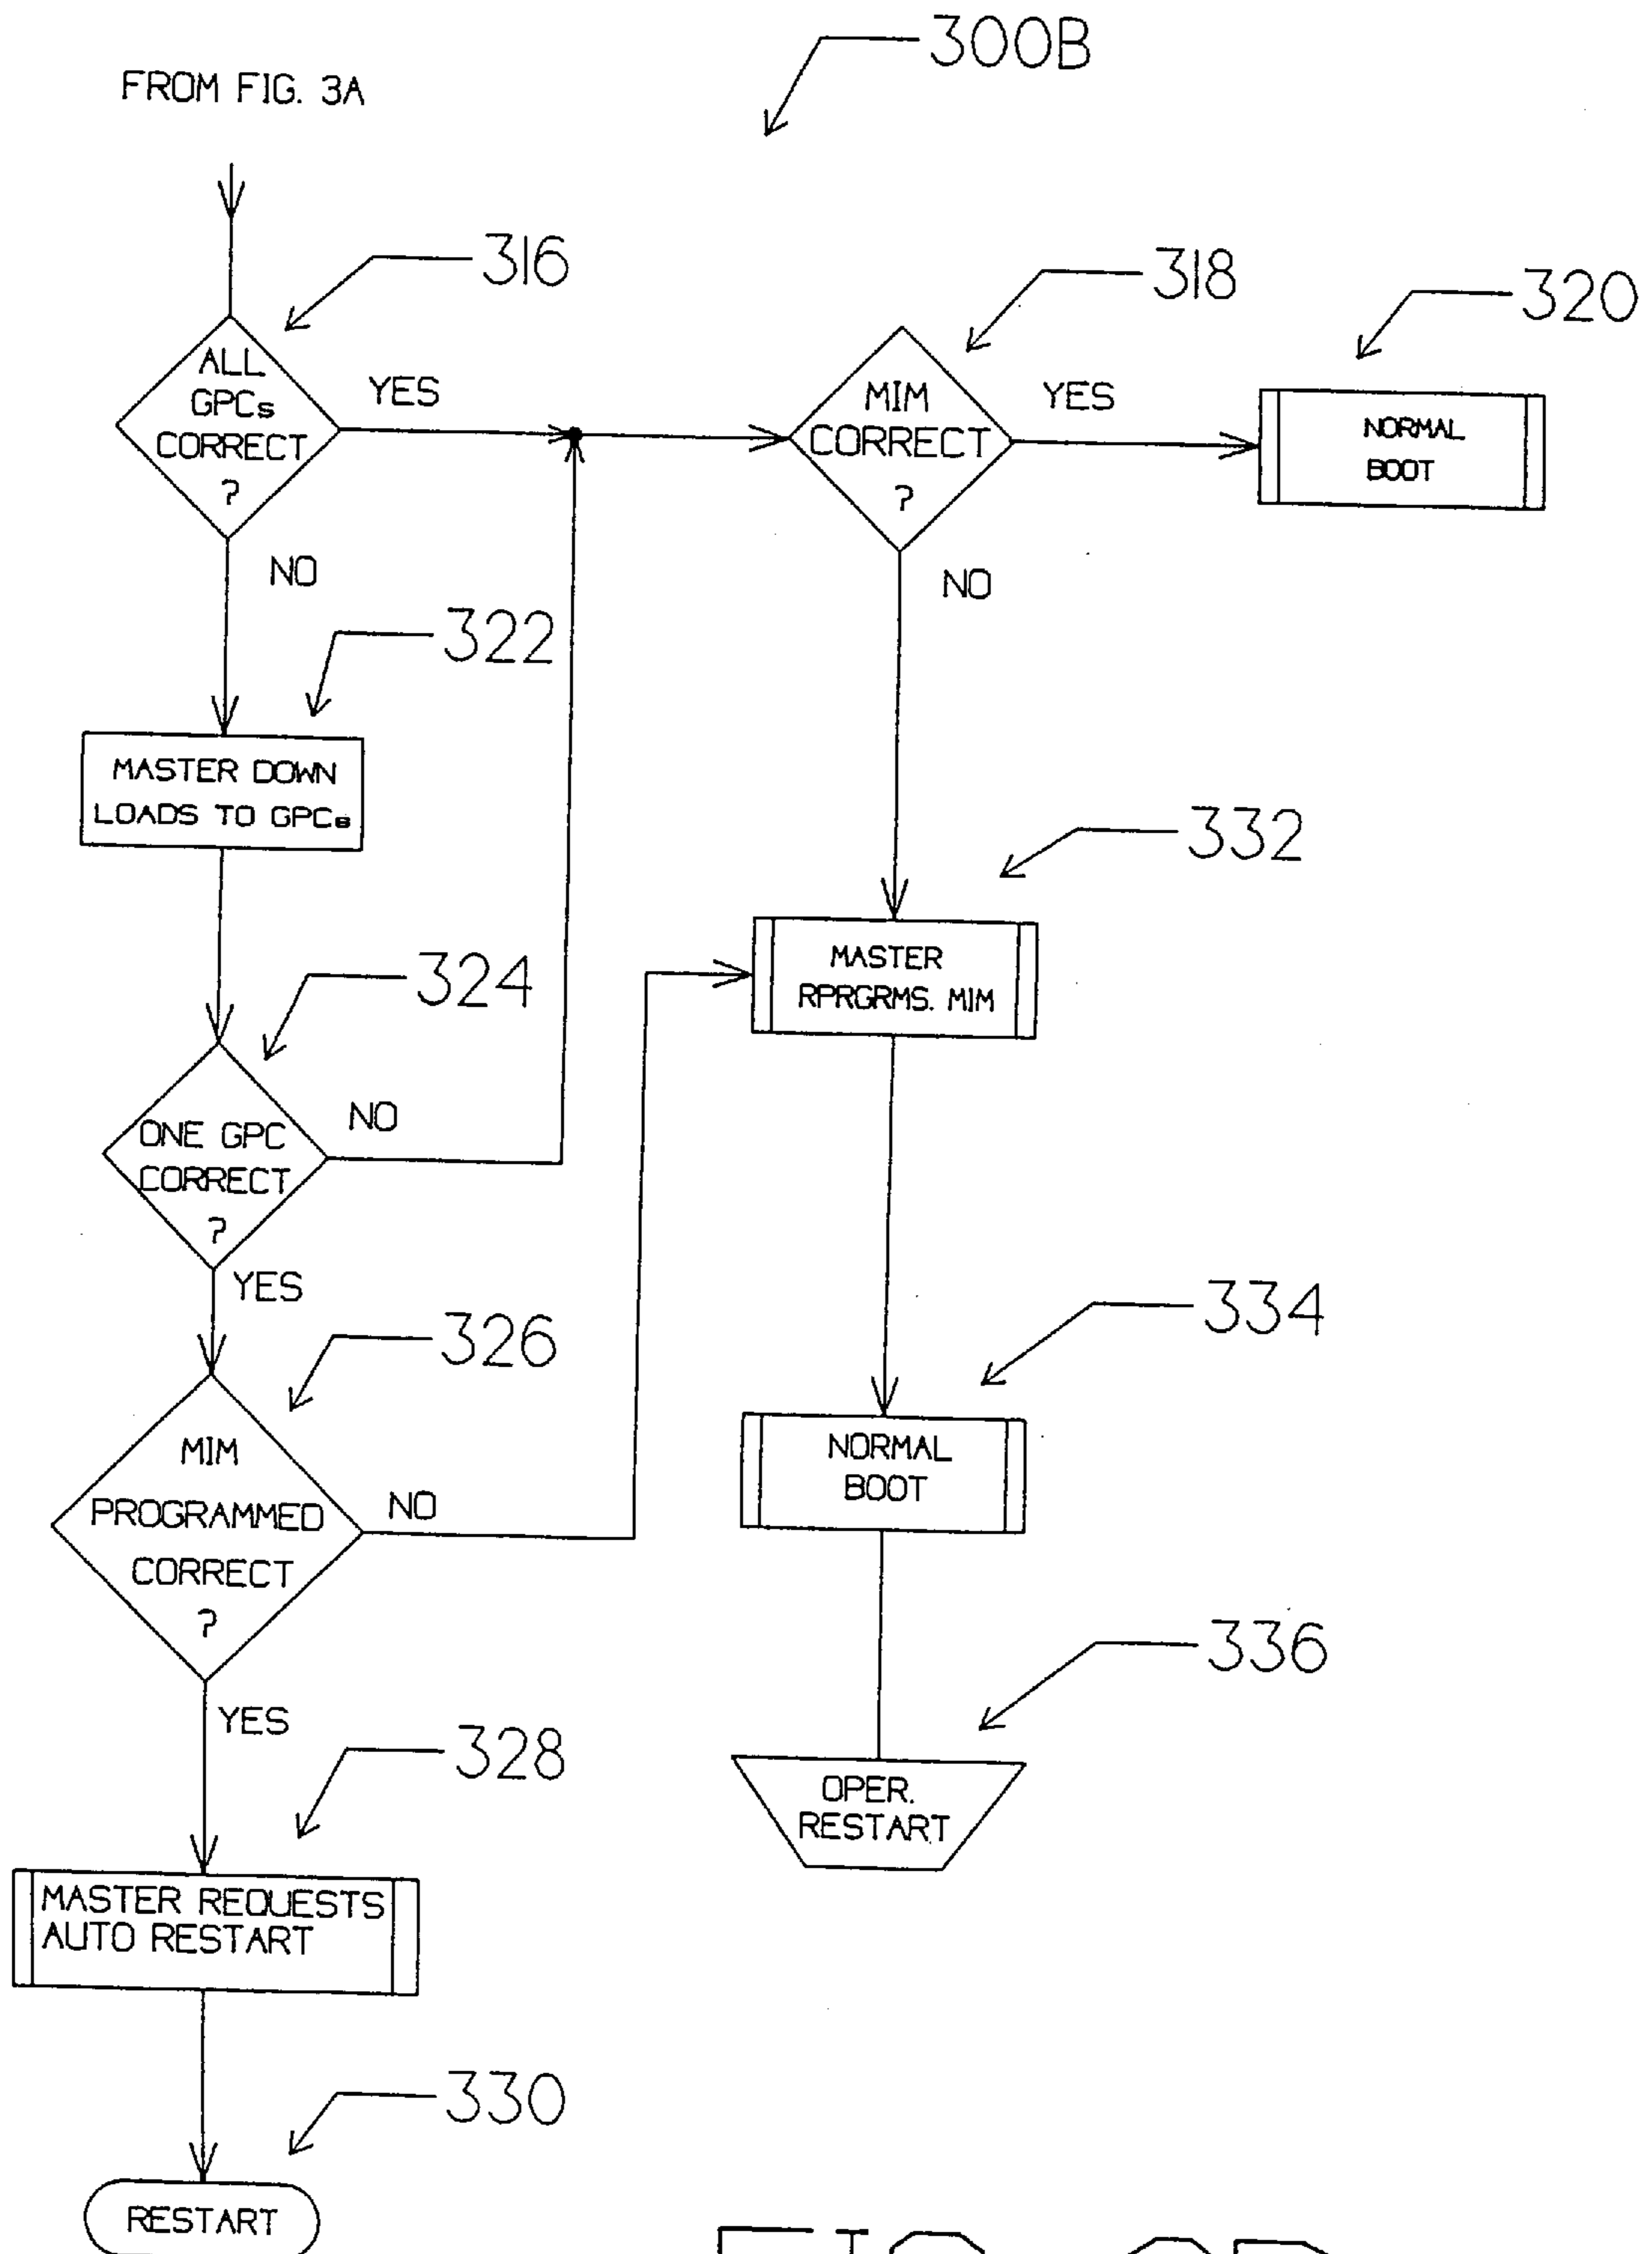 300B
FROM FIG. 3A
316
318
320
ALL
GPCs
CORRECT
?
YES
NO
MIM
CORRECT
?
YES
NO
NORMAL
BOOT
322
MASTER DOWN
LOADS TO GPCs
324
ONE GPC
CORRECT
?
NO
YES
332
MASTER
RPRGRMS. MIM
326
MIM
PROGRAMMED
CORRECT
?
NO
YES
334
NORMAL
BOOT
336
OPER.
RESTART
328
MASTER REQUESTS
AUTO RESTART
330
RESTART